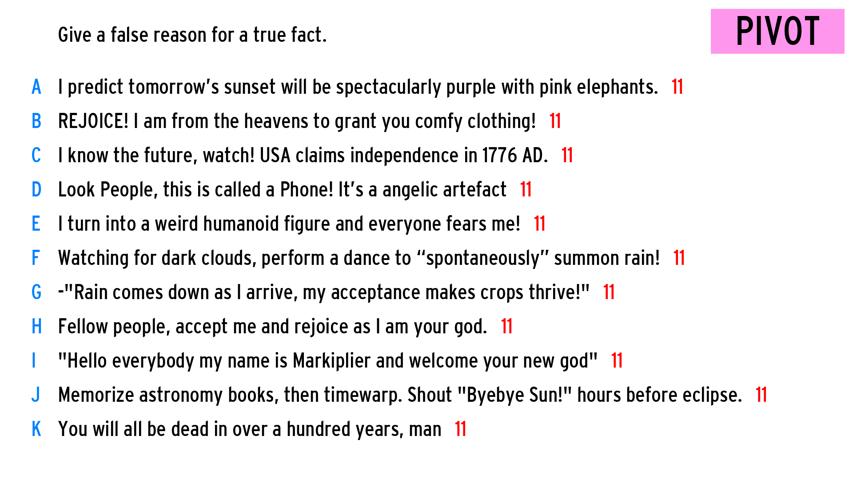 Give a false reason for a true fact.
PIVOT
A I predict tomorrow's sunset will be spectacularly purple with pink elephants. 11
B REJOICE! I am from the heavens to grant you comfy clothing! 11
C I know the future, watch! USA claims independence in 1776 AD. 11
D Look People, this is called a Phone! It's a angelic artefact 11
E I turn into a weird humanoid figure and everyone fears me! 11
F Watching for dark clouds, perform a dance to “spontaneously” summon rain! 11
G -"Rain comes down as I arrive, my acceptance makes crops thrive!" 11
H Fellow people, accept me and rejoice as I am your god. 11
I "Hello everybody my name is Markiplier and welcome your new god" 11
J Memorize astronomy books, then timewarp. Shout "Byebye Sun!" hours before eclipse. 11
K You will all be dead in over a hundred years, man 11